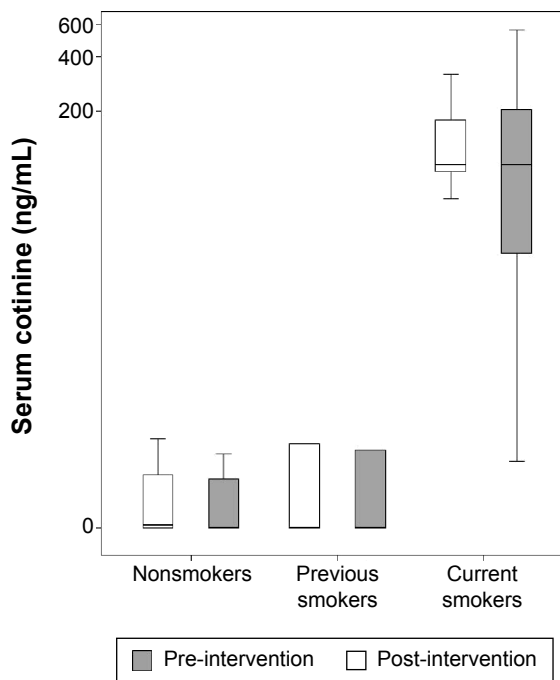 600
400
200
0
Serum cotinine (ng/mL)
Nonsmokers
Previous
smokers
Current
smokers
Pre-intervention
Post-intervention